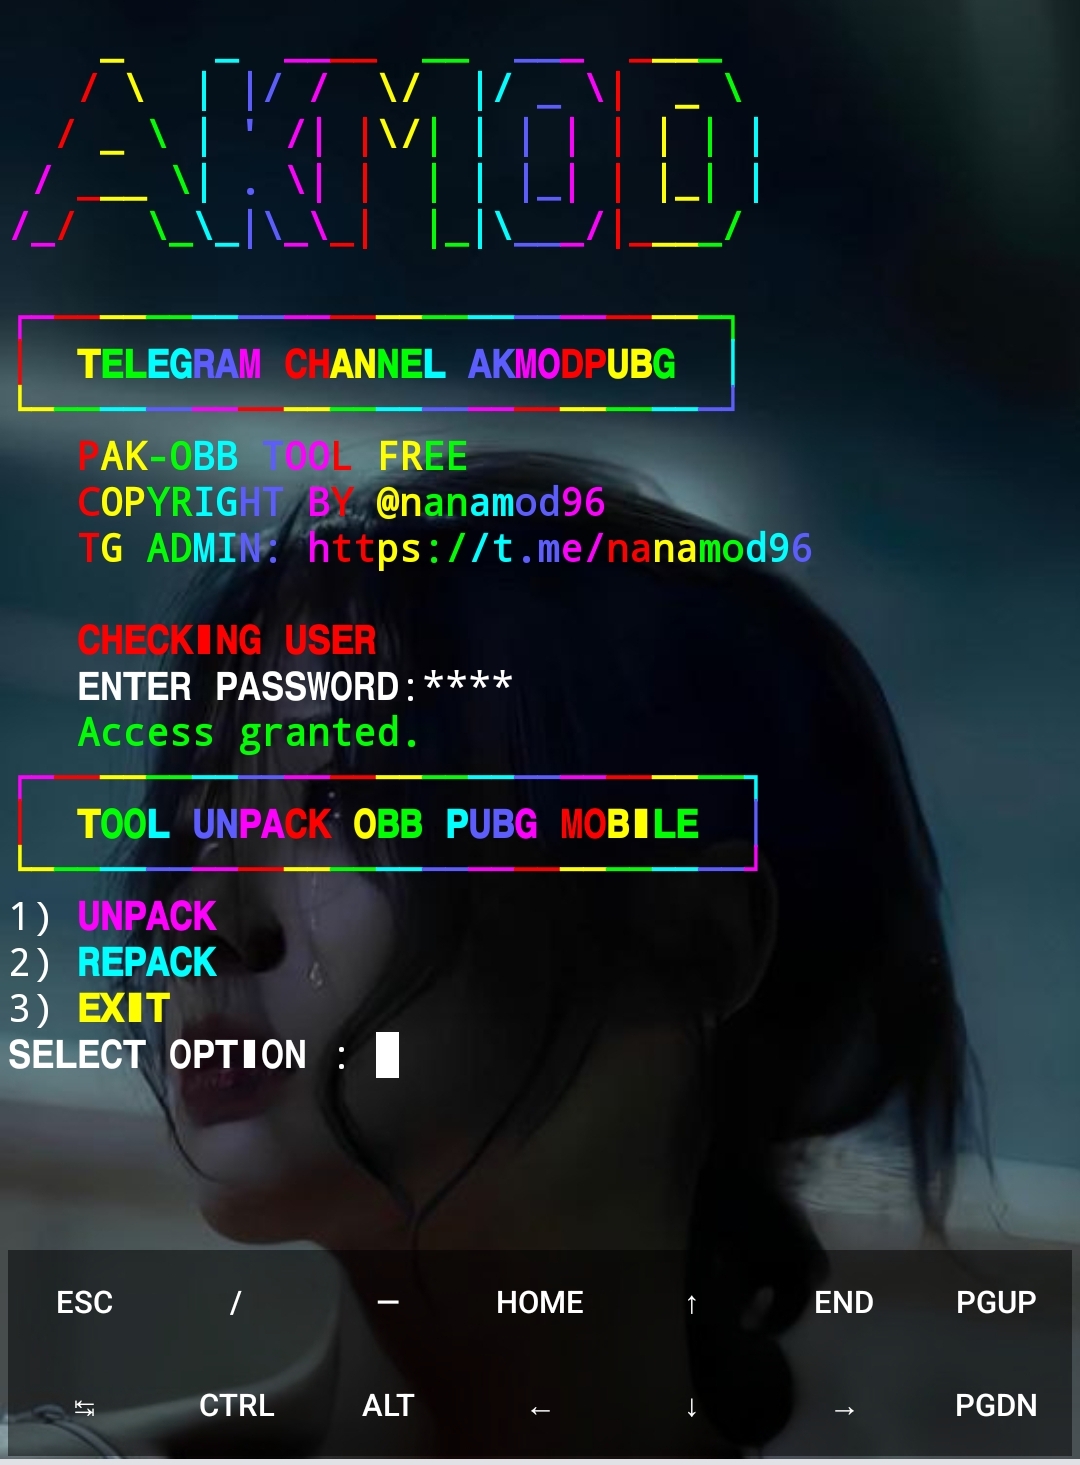 AKMOD
TELEGRAM CHANNEL AKMODPUBG
PAK-OBB TOOL FREE
COPYRIGHT BY @nanamod96
TG ADMIN: https://t.me/nanamod96
CHECKING USER
ENTER PASSWORD:****
Access granted.
TOOL UNPACK OBB PUBG MOBILE
1) UNPACK
2) REPACK
3) EXIT
SELECT OPTION :
ESC / — HOME ↑ END PGUP
↹ CTRL ALT ← ↓ → PGDN